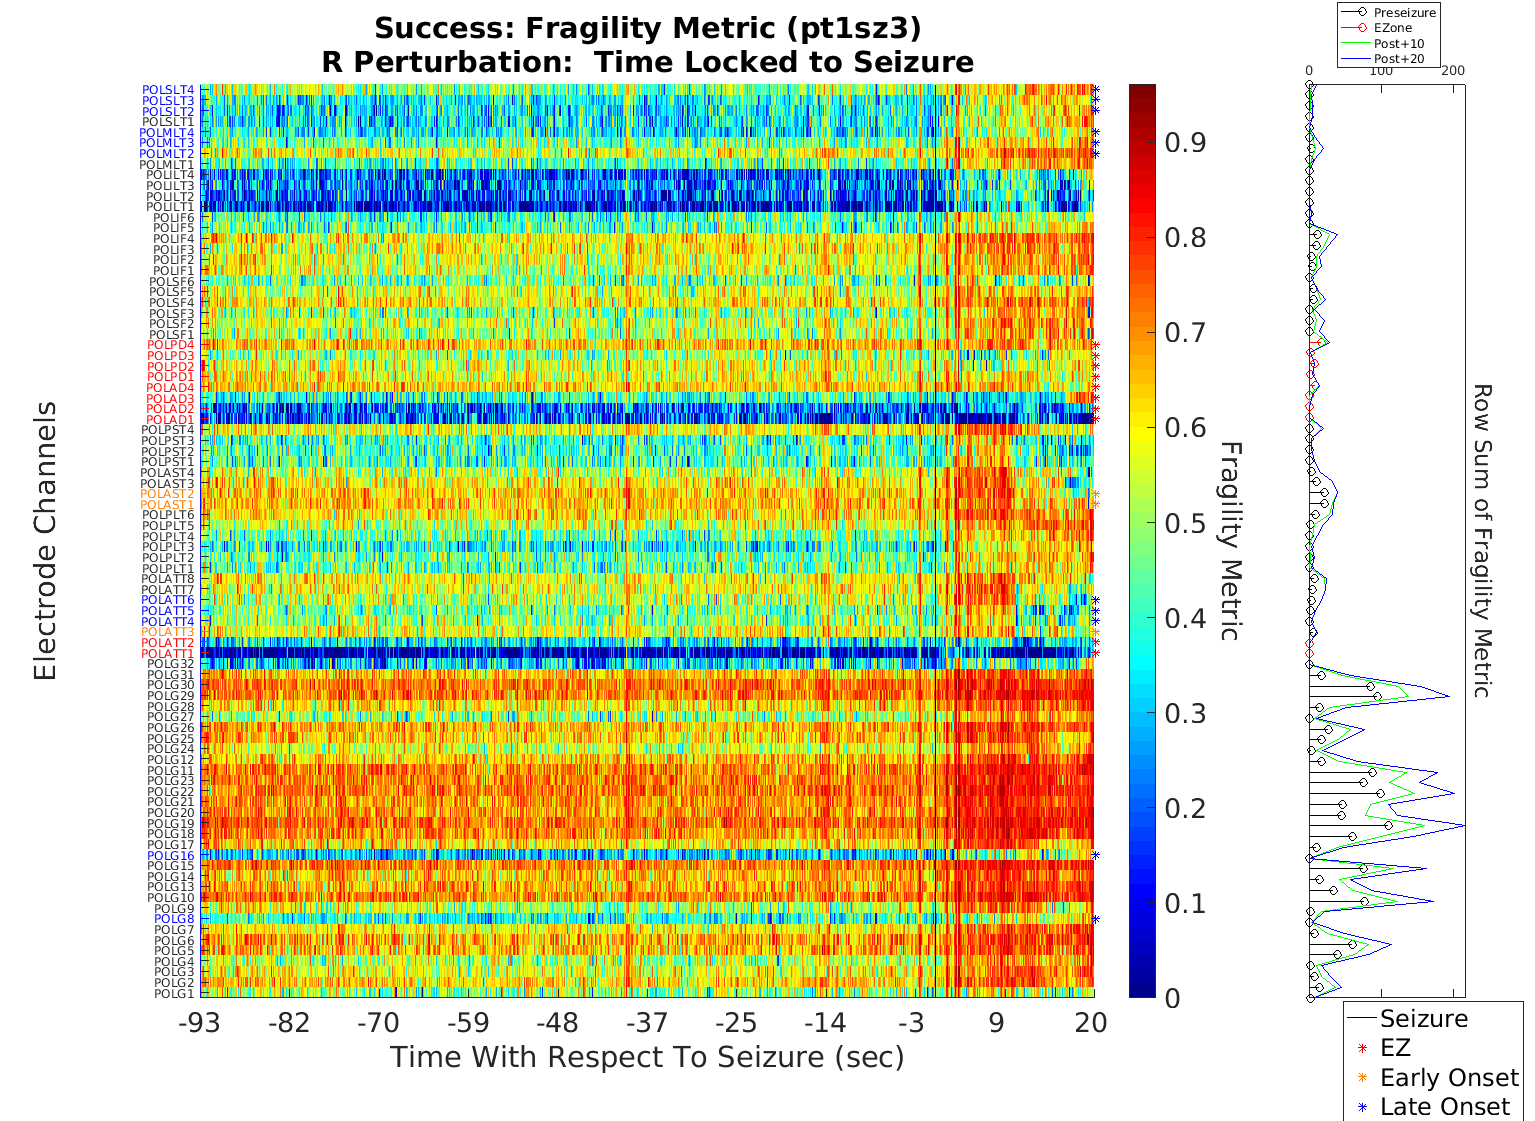 Success: Fragility Metric (pt1sz3)
R Perturbation:  Time Locked to Seizure
Electrode Channels
POLSLT4
POLSLT3
POLSLT2
POLSLT1
POLMLT4
POLMLT3
POLMLT2
POLMLT1
POLILT4
POLILT3
POLILT2
POLILT1
POLIF6
POLIF5
POLIF4
POLIF3
POLIF2
POLIF1
POLSF6
POLSF5
POLSF4
POLSF3
POLSF2
POLSF1
POLPD4
POLPD3
POLPD2
POLPD1
POLAD4
POLAD3
POLAD2
POLAD1
POLPST4
POLPST3
POLPST2
POLPST1
POLAST4
POLAST3
POLAST2
POLAST1
POLPLT6
POLPLT5
POLPLT4
POLPLT3
POLPLT2
POLPLT1
POLATT8
POLATT7
POLATT6
POLATT5
POLATT4
POLATT3
POLATT2
POLATT1
POLG32
POLG31
POLG30
POLG29
POLG28
POLG27
POLG26
POLG25
POLG24
POLG12
POLG11
POLG23
POLG22
POLG21
POLG20
POLG19
POLG18
POLG17
POLG16
POLG15
POLG14
POLG13
POLG10
POLG9
POLG8
POLG7
POLG6
POLG5
POLG4
POLG3
POLG2
POLG1
-93 -82 -70 -59 -48 -37 -25 -14 -3 9 20
Time With Respect To Seizure (sec)
0.9
0.8
0.7
0.6
0.5
0.4
0.3
0.2
0.1
0
Fragility Metric
Preseizure
EZone
Post+10
Post+20
0 100 200
Row Sum of Fragility Metric
Seizure
EZ
Early Onset
Late Onset